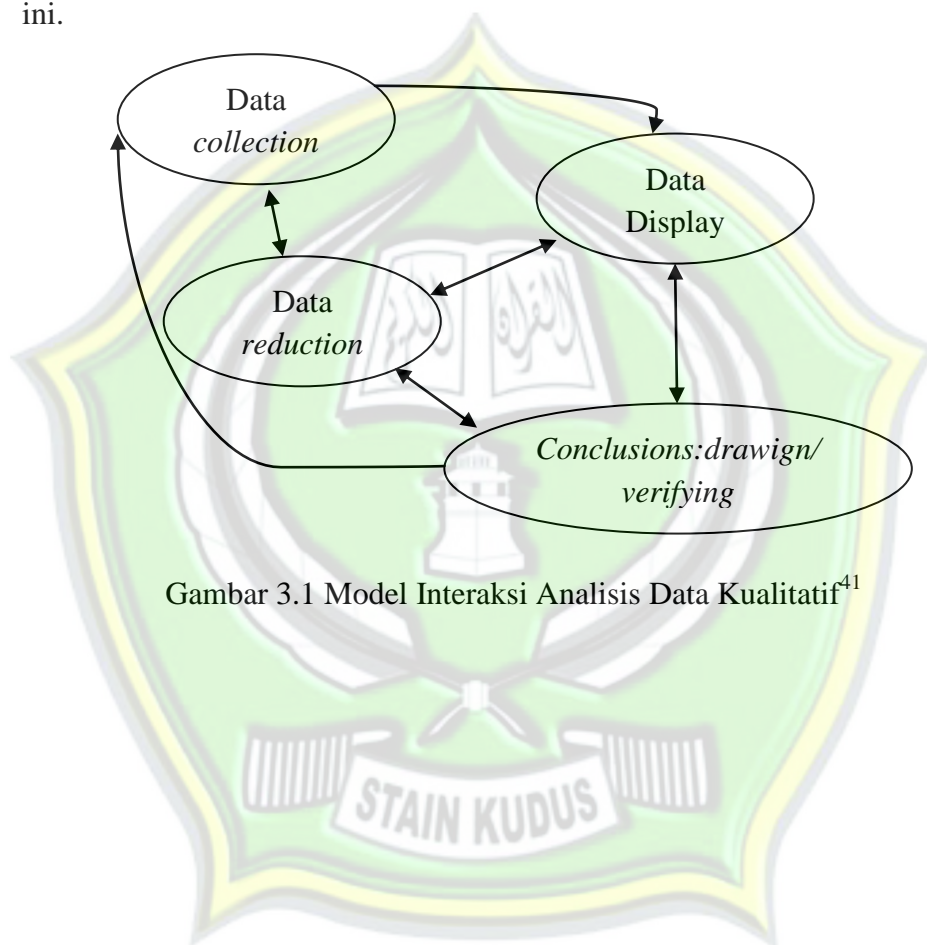 ini.
Data
collection
Data
Display
Data
reduction
Conclusions:drawign/
verifying
Gambar 3.1 Model Interaksi Analisis Data Kualitatif41
STAIN KUDUS